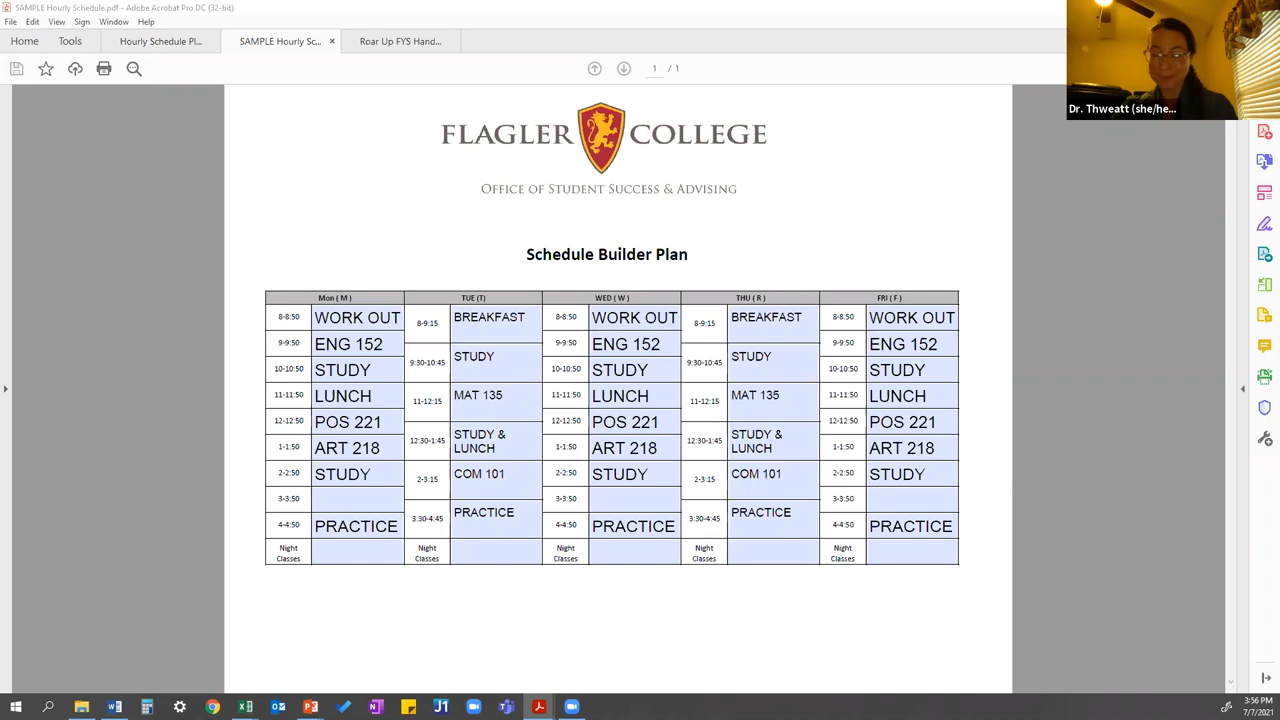 SAMPLE Hourly Schedule.pdf - Adobe Acrobat Pro DC (32-bit)
File Edit View Sign Window Help
Home Tools Hourly Schedule Pl... SAMPLE Hourly Sc... × Roar Up FYS Hand...
1 / 1
Dr. Thweatt (she/he...
FLAGLER COLLEGE
OFFICE OF STUDENT SUCCESS & ADVISING
Schedule Builder Plan
Mon ( M ) TUE (T) WED ( W ) THU ( R ) FRI ( F )
8-8:50 WORK OUT 8-9:15 BREAKFAST 8-8:50 WORK OUT 8-9:15 BREAKFAST 8-8:50 WORK OUT
9-9:50 ENG 152 9-9:50 ENG 152 9-9:50 ENG 152
10-10:50 STUDY 9:30-10:45 STUDY 10-10:50 STUDY 9:30-10:45 STUDY 10-10:50 STUDY
11-11:50 LUNCH 11-12:15 MAT 135 11-11:50 LUNCH 11-12:15 MAT 135 11-11:50 LUNCH
12-12:50 POS 221 12-12:50 POS 221 12-12:50 POS 221
1-1:50 ART 218 12:30-1:45 STUDY & LUNCH 1-1:50 ART 218 12:30-1:45 STUDY & LUNCH 1-1:50 ART 218
2-2:50 STUDY 2-3:15 COM 101 2-2:50 STUDY 2-3:15 COM 101 2-2:50 STUDY
3-3:50 3-3:50 3-3:50
4-4:50 PRACTICE 3:30-4:45 PRACTICE 4-4:50 PRACTICE 3:30-4:45 PRACTICE 4-4:50 PRACTICE
Night Classes Night Classes Night Classes Night Classes Night Classes
3:56 PM
7/7/2021